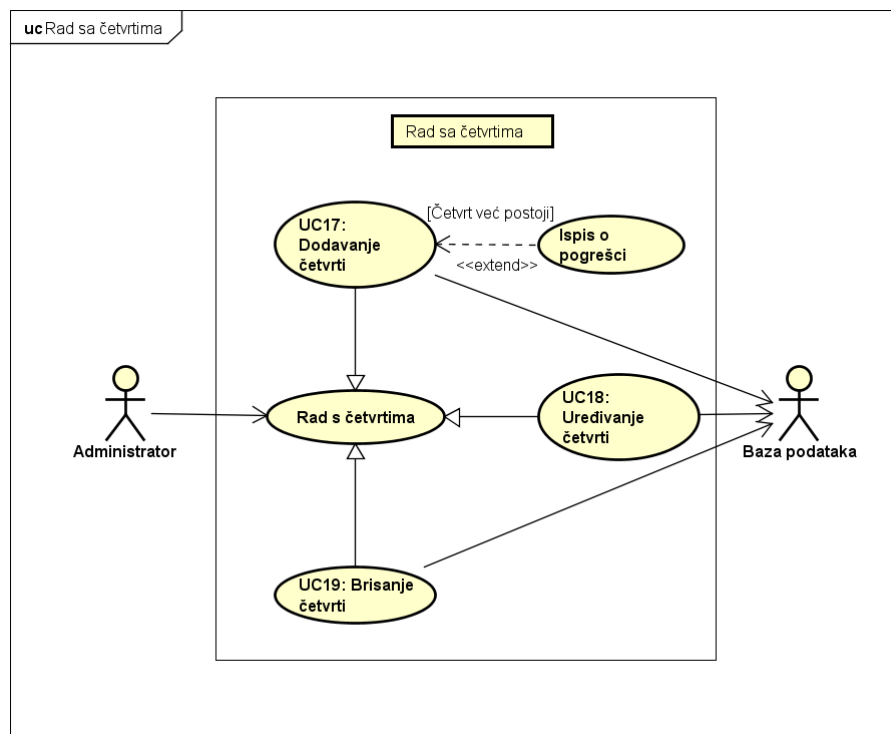 uc Rad sa četvrtima
Rad sa četvrtima
[Četvrt već postoji]
UC17:
Dodavanje
četvrti
Ispis o
pogrešci
<<extend>>
UC18:
Uređivanje
četvrti
Rad s četvrtima
Administrator
Baza podataka
UC19: Brisanje
četvrti